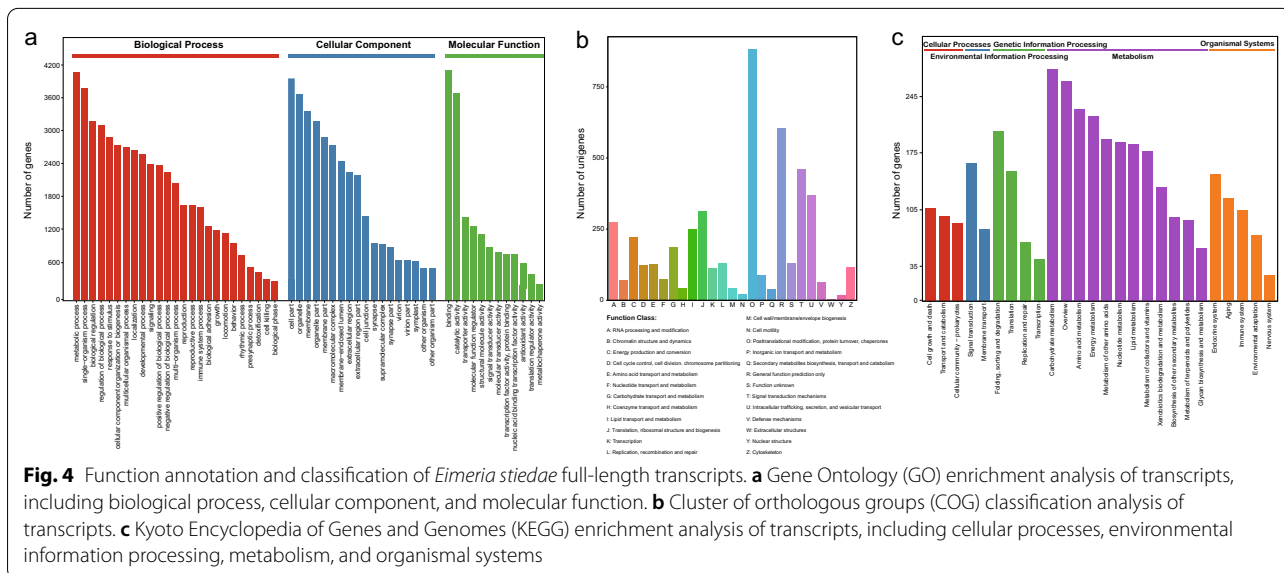 a
Biological Process
Cellular Component
Molecular Function
Number of genes
4200
3600
3000
2400
1800
1200
600
0
metabolic process
single-organism process
biological regulation
regulation of biological process
response to stimulus
cellular component organization or biogenesis
multicellular organismal process
localization
developmental process
signaling
positive regulation of biological process
negative regulation of biological process
multi-organism process
reproduction
reproductive process
immune system process
biological adhesion
growth
locomotion
behavior
rhythmic process
presynaptic process
detoxification
cell killing
biological phase
cell part
organelle
membrane
organelle part
membrane part
macromolecular complex
membrane-enclosed lumen
extracellular region
extracellular region part
cell junction
synapse
supramolecular complex
synapse part
virion
virion part
symplast
other organism
other organism part
binding
catalytic activity
transporter activity
molecular function regulator
structural molecule activity
signal transducer activity
molecular transducer activity
transcription factor activity, protein binding
nucleic acid binding transcription factor activity
antioxidant activity
translation regulator activity
metallochaperone activity
b
Number of unigenes
750
500
250
0
A B C D E F G H I J K L M N O P Q R S T U V W Y Z
Function Class:
A: RNA processing and modification
B: Chromatin structure and dynamics
C: Energy production and conversion
D: Cell cycle control, cell division, chromosome partitioning
E: Amino acid transport and metabolism
F: Nucleotide transport and metabolism
G: Carbohydrate transport and metabolism
H: Coenzyme transport and metabolism
I: Lipid transport and metabolism
J: Translation, ribosomal structure and biogenesis
K: Transcription
L: Replication, recombination and repair
M: Cell wall/membrane/envelope biogenesis
N: Cell motility
O: Posttranslational modification, protein turnover, chaperones
P: Inorganic ion transport and metabolism
Q: Secondary metabolites biosynthesis, transport and catabolism
R: General function prediction only
S: Function unknown
T: Signal transduction mechanisms
U: Intracellular trafficking, secretion, and vesicular transport
V: Defense mechanisms
W: Extracellular structures
Y: Nuclear structure
Z: Cytoskeleton
c
Cellular Processes
Genetic Information Processing
Organismal Systems
Environmental Information Processing
Metabolism
Number of genes
245
175
105
35
0
Cell growth and death
Transport and catabolism
Cellular community - prokaryotes
Signal transduction
Membrane transport
Folding, sorting and degradation
Translation
Replication and repair
Transcription
Carbohydrate metabolism
Overview
Amino acid metabolism
Energy metabolism
Metabolism of other amino acids
Nucleotide metabolism
Lipid metabolism
Metabolism of cofactors and vitamins
Xenobiotics biodegradation and metabolism
Biosynthesis of other secondary metabolites
Metabolism of terpenoids and polyketides
Glycan biosynthesis and metabolism
Endocrine system
Aging
Immune system
Environmental adaptation
Nervous system
Fig. 4 Function annotation and classification of Eimeria stiedae full-length transcripts. a Gene Ontology (GO) enrichment analysis of transcripts,
including biological process, cellular component, and molecular function. b Cluster of orthologous groups (COG) classification analysis of
transcripts. c Kyoto Encyclopedia of Genes and Genomes (KEGG) enrichment analysis of transcripts, including cellular processes, environmental
information processing, metabolism, and organismal systems